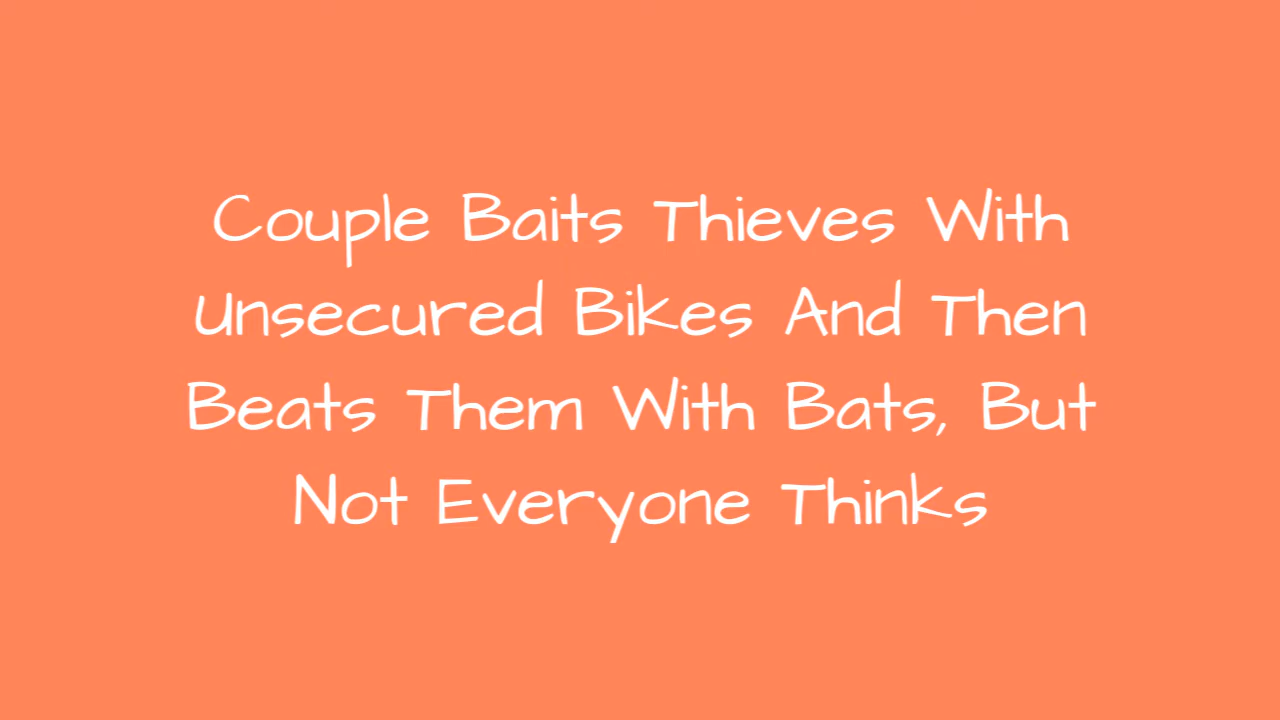 Couple Baits Thieves With
Unsecured Bikes And Then
Beats Them With Bats, But
Not Everyone Thinks